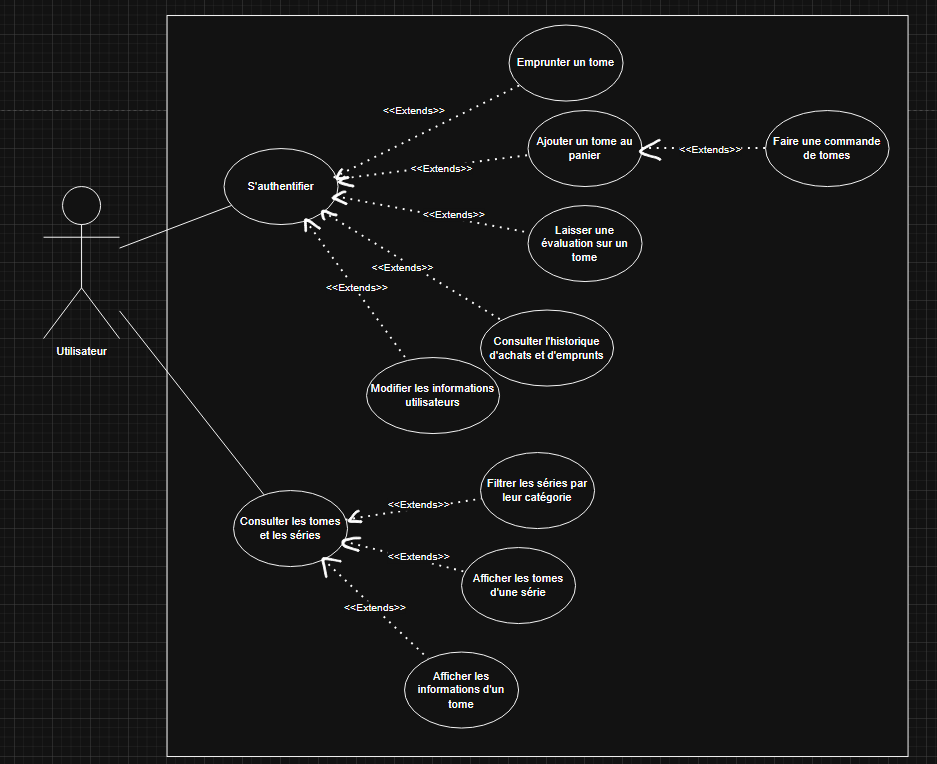 Emprunter un tome
<<Extends>>
Ajouter un tome au
panier
<<Extends>>
Faire une commande
de tomes
<<Extends>>
S'authentifier
<<Extends>>
Laisser une
évaluation sur un
tome
<<Extends>>
<<Extends>>
Consulter l'historique
d'achats et d'emprunts
Utilisateur
Modifier les informations
utilisateurs
Filtrer les séries par
leur catégorie
<<Extends>>
Consulter les tomes
et les séries
<<Extends>>
Afficher les tomes
d'une série
<<Extends>>
Afficher les
informations d'un
tome